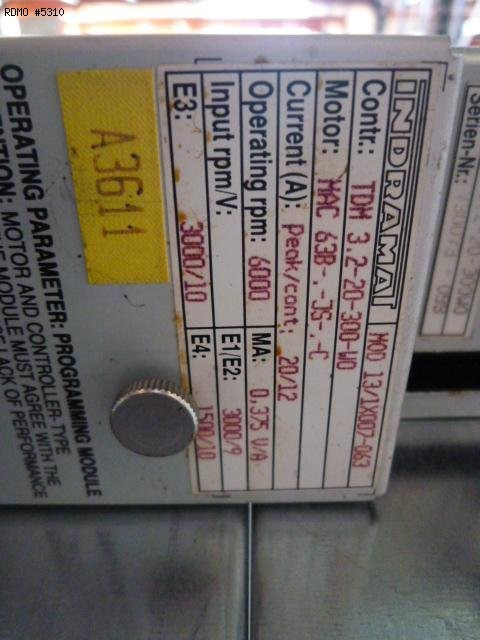 RDMO #5310
INDRAMAT MOD 13/1X007-063
Contr.: TDM 3.2-20-300-W0
Motor: MAC 63B-.-JS-.-C
Current (A): peak/cont. 20/12
Operating rpm: 6000 MA: 0,375 V/A
Input rpm/V: E1/E2: 3000/9
E3: 3000/10 E4: 1500/10
A3611
OPERATING PARAMETER: PROGRAMMING MODULE
MOTOR AND CONTROLLER-TYPE
MODULE MUST AGREE WITH THE
LACK OF PERFORMANCE
Serien-Nr.: